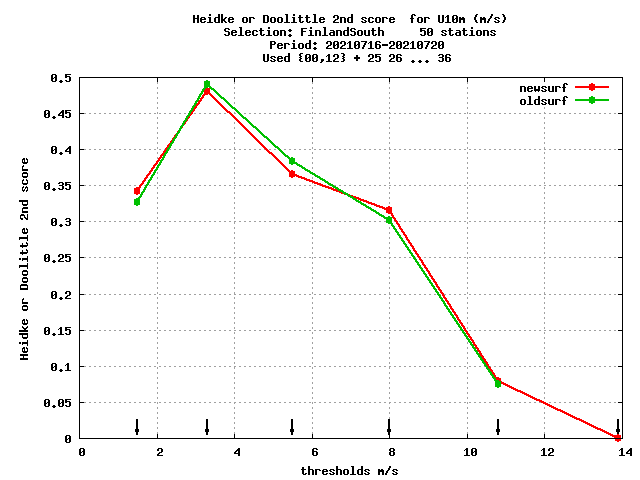 Heidke or Doolittle 2nd score  for U10m (m/s)
Selection: FinlandSouth     50 stations
Period: 20210716-20210720
Used {00,12} + 25 26 ... 36
newsurf
oldsurf
0.5
0.45
0.4
0.35
0.3
0.25
0.2
0.15
0.1
0.05
0
Heidke or Doolittle 2nd score
0 2 4 6 8 10 12 14
thresholds m/s